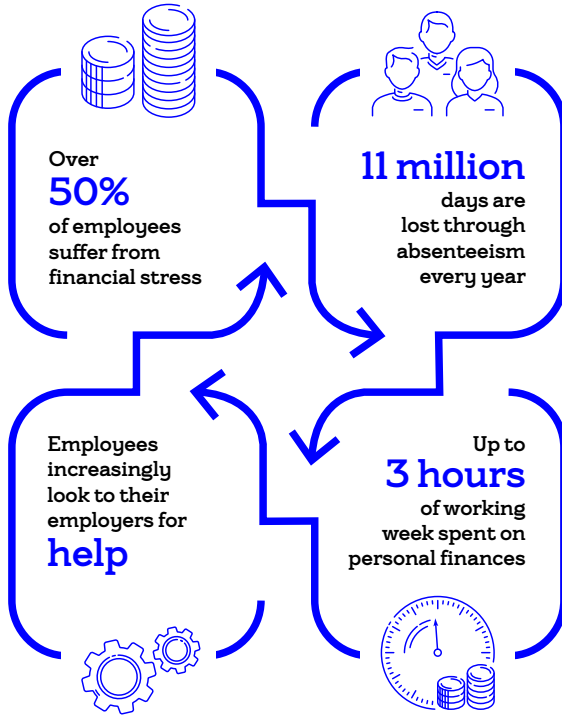 Over
50%
of employees
suffer from
financial stress
11 million
days are
lost through
absenteeism
every year
Employees
increasingly
look to their
employers for
help
Up to
3 hours
of working
week spent on
personal finances